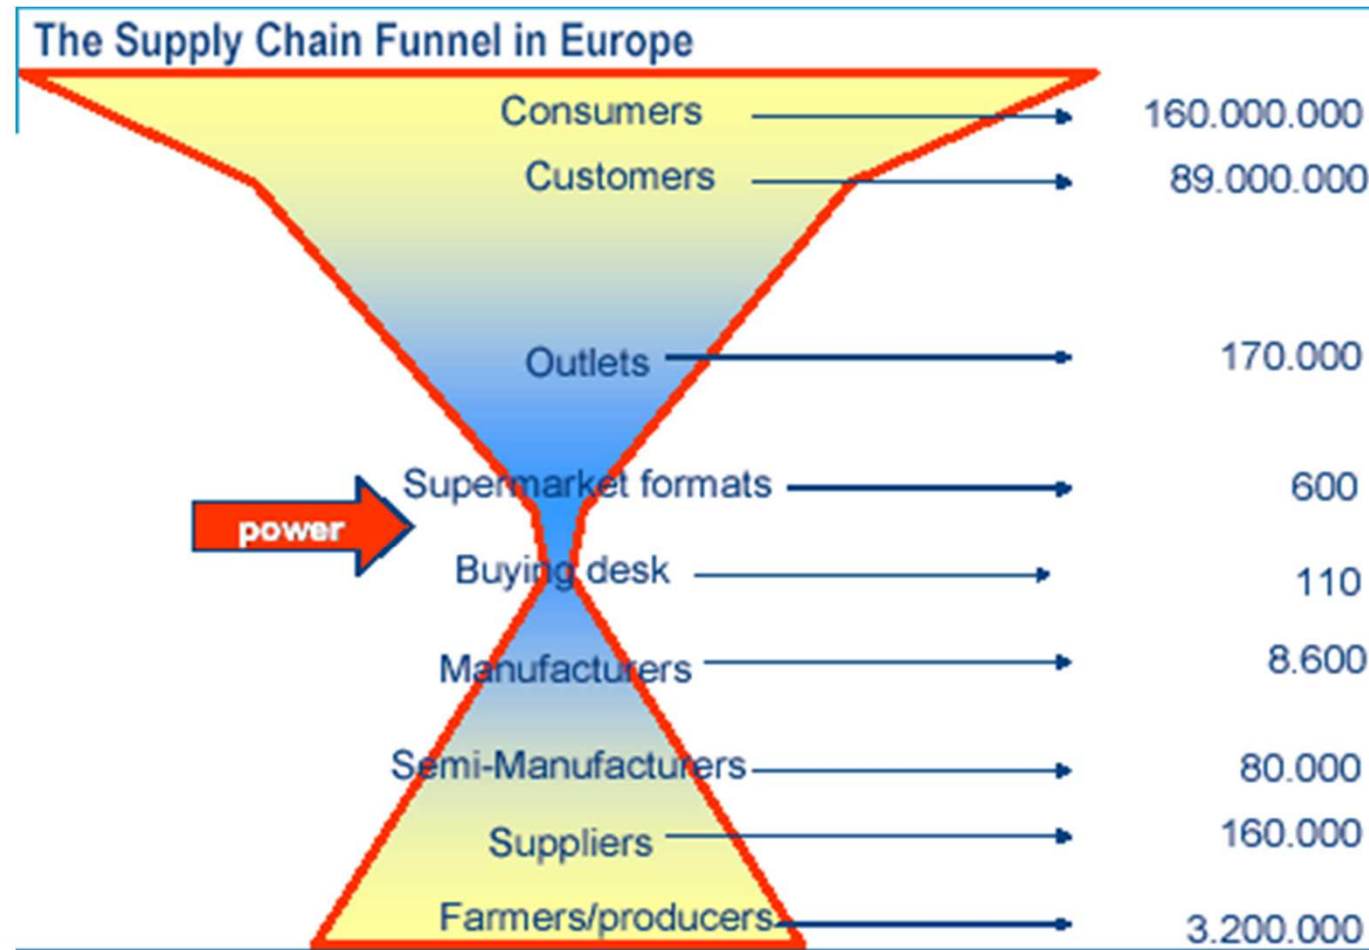 The Supply Chain Funnel in Europe
Consumers 160.000.000
Customers 89.000.000
Outlets 170.000
Supermarket formats 600
power
Buying desk 110
Manufacturers 8.600
Semi-Manufacturers 80.000
Suppliers 160.000
Farmers/producers 3.200.000